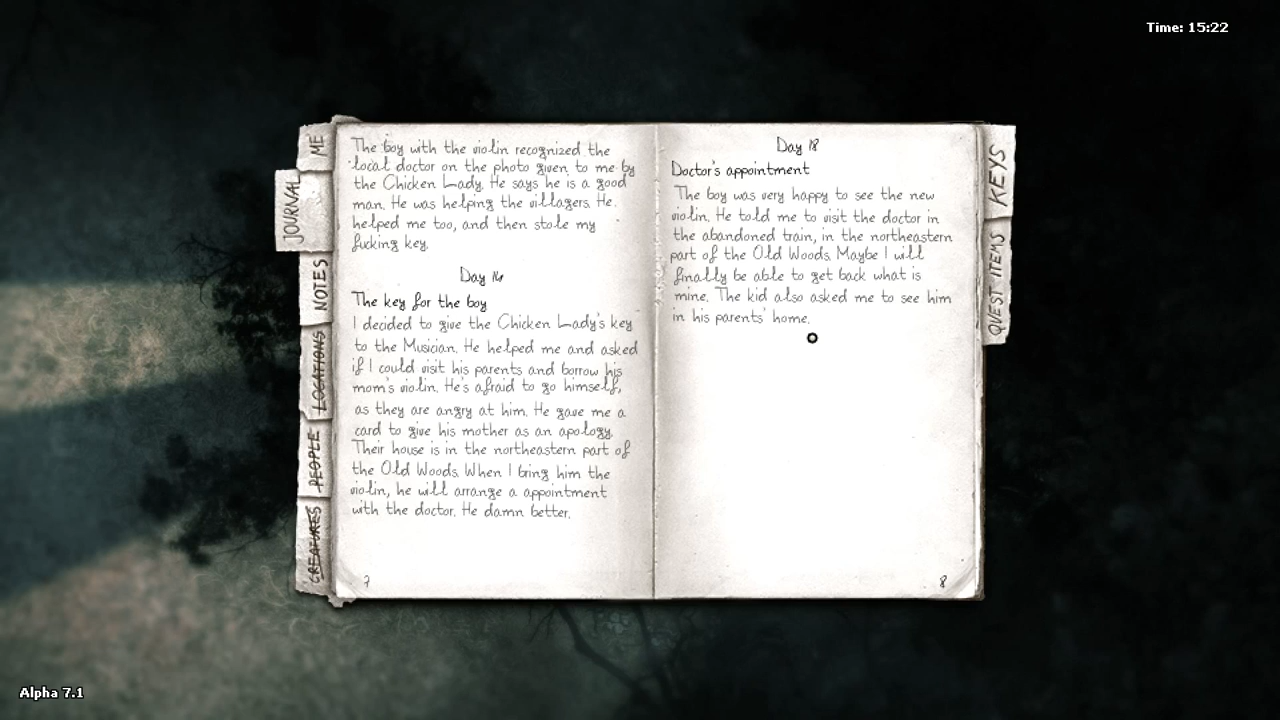 Time: 15:22
ME
JOURNAL
NOTES
LOCATIONS
PEOPLE
CREATURES
The boy with the violin recognized the
local doctor on the photo given to me by
the Chicken Lady. He says he is a good
man. He was helping the villagers. He
helped me too, and then stole my
fucking key.
Day 16
The key for the boy
I decided to give the Chicken Lady's key
to the Musician. He helped me and asked
if I could visit his parents and borrow his
mom's violin. He's afraid to go himself,
as they are angry at him. He gave me a
card to give his mother as an apology.
Their house is in the northeastern part of
the Old Woods. When I bring him the
violin, he will arrange a appointment
with the doctor. He damn better.
7
Day 18
Doctor's appointment
The boy was very happy to see the new
violin. He told me to visit the doctor in
the abandoned train, in the northeastern
part of the Old Woods. Maybe I will
finally be able to get back what is
mine. The kid also asked me to see him
in his parents' home.
8
KEYS
QUEST ITEMS
Alpha 7.1